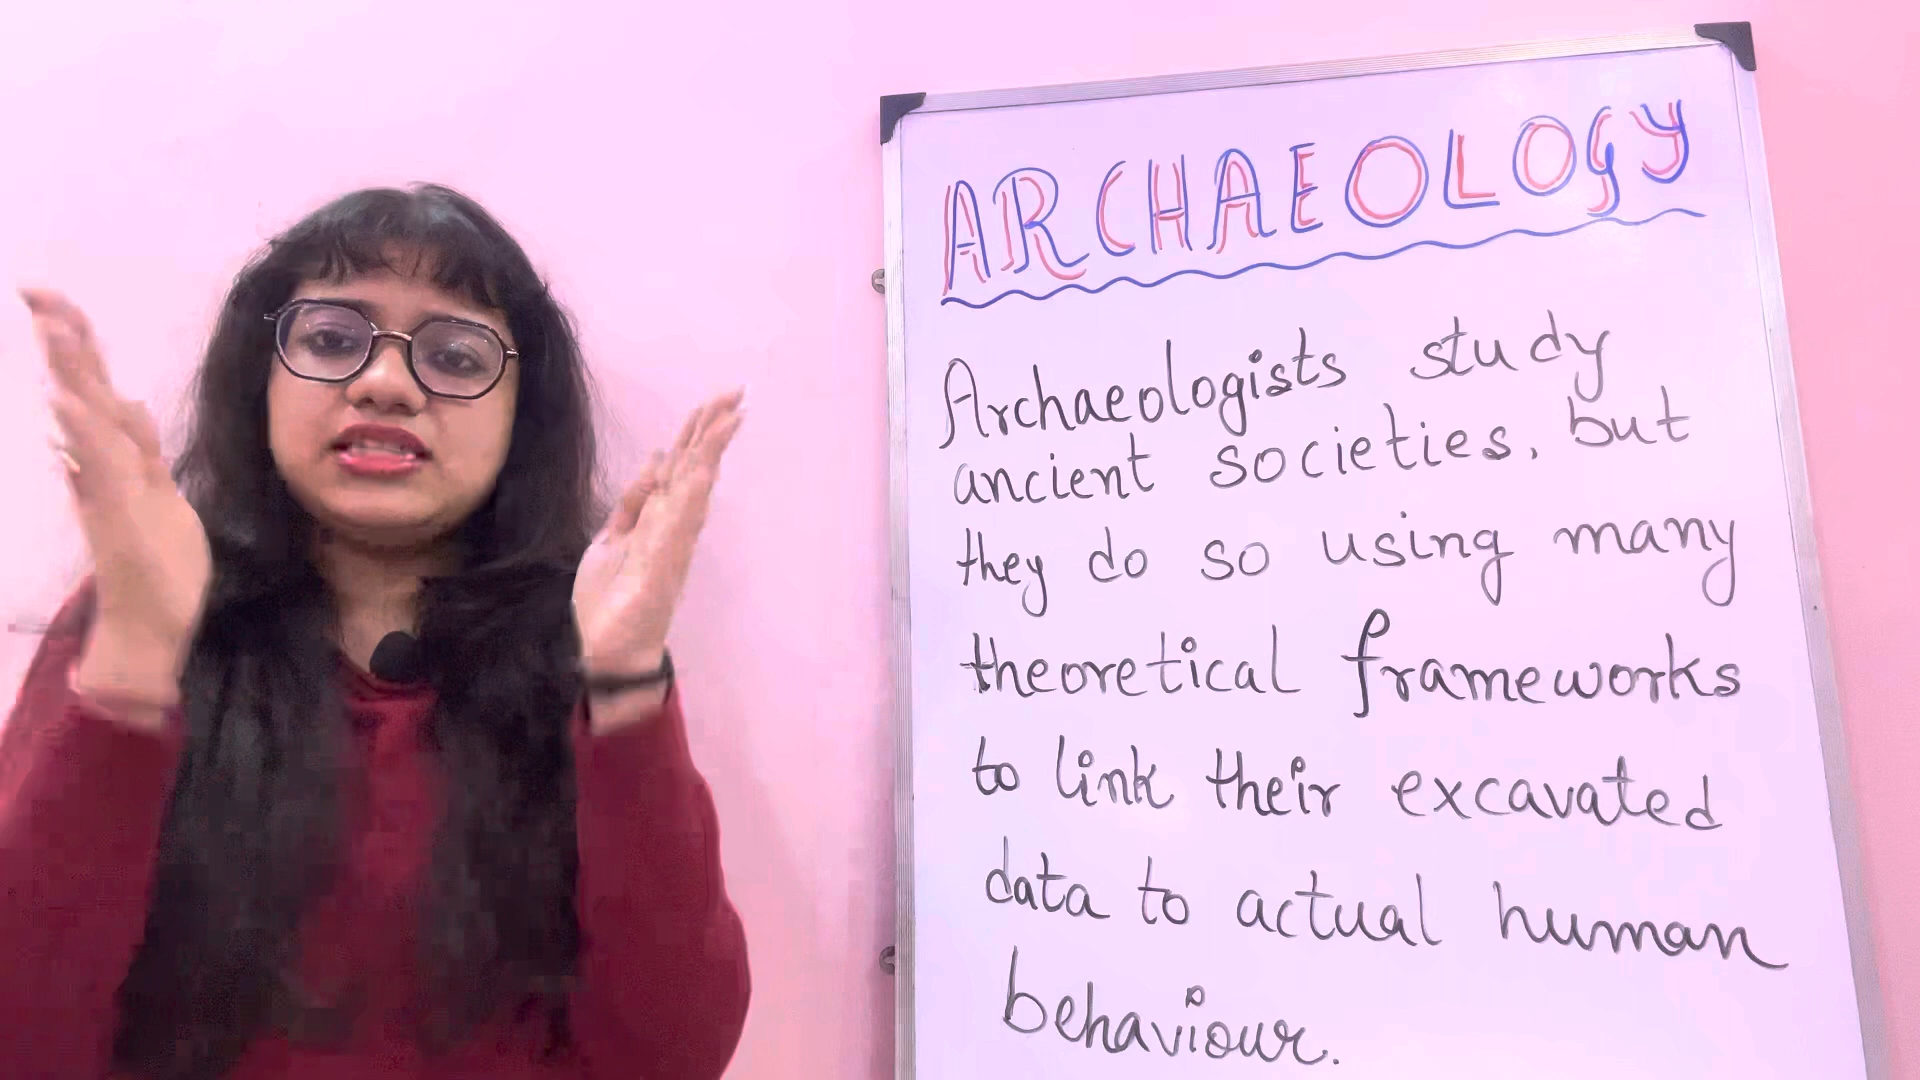 ARCHAEOLOGY
Archaeologists study
ancient societies, but
they do so using many
theoretical frameworks
to link their excavated
data to actual human
behaviour.